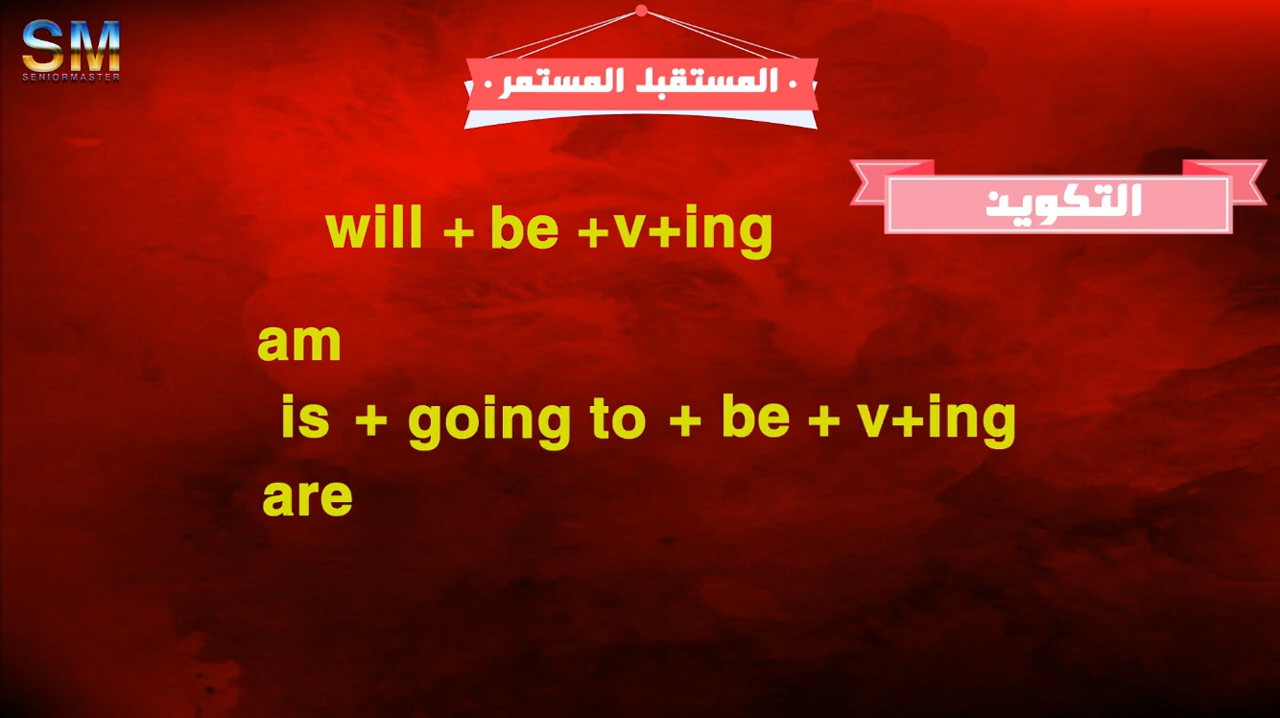 SM
SENIORMASTER
• المستقبل المستمر •
التكوين
will + be +v+ing
am
is + going to + be + v+ing
are